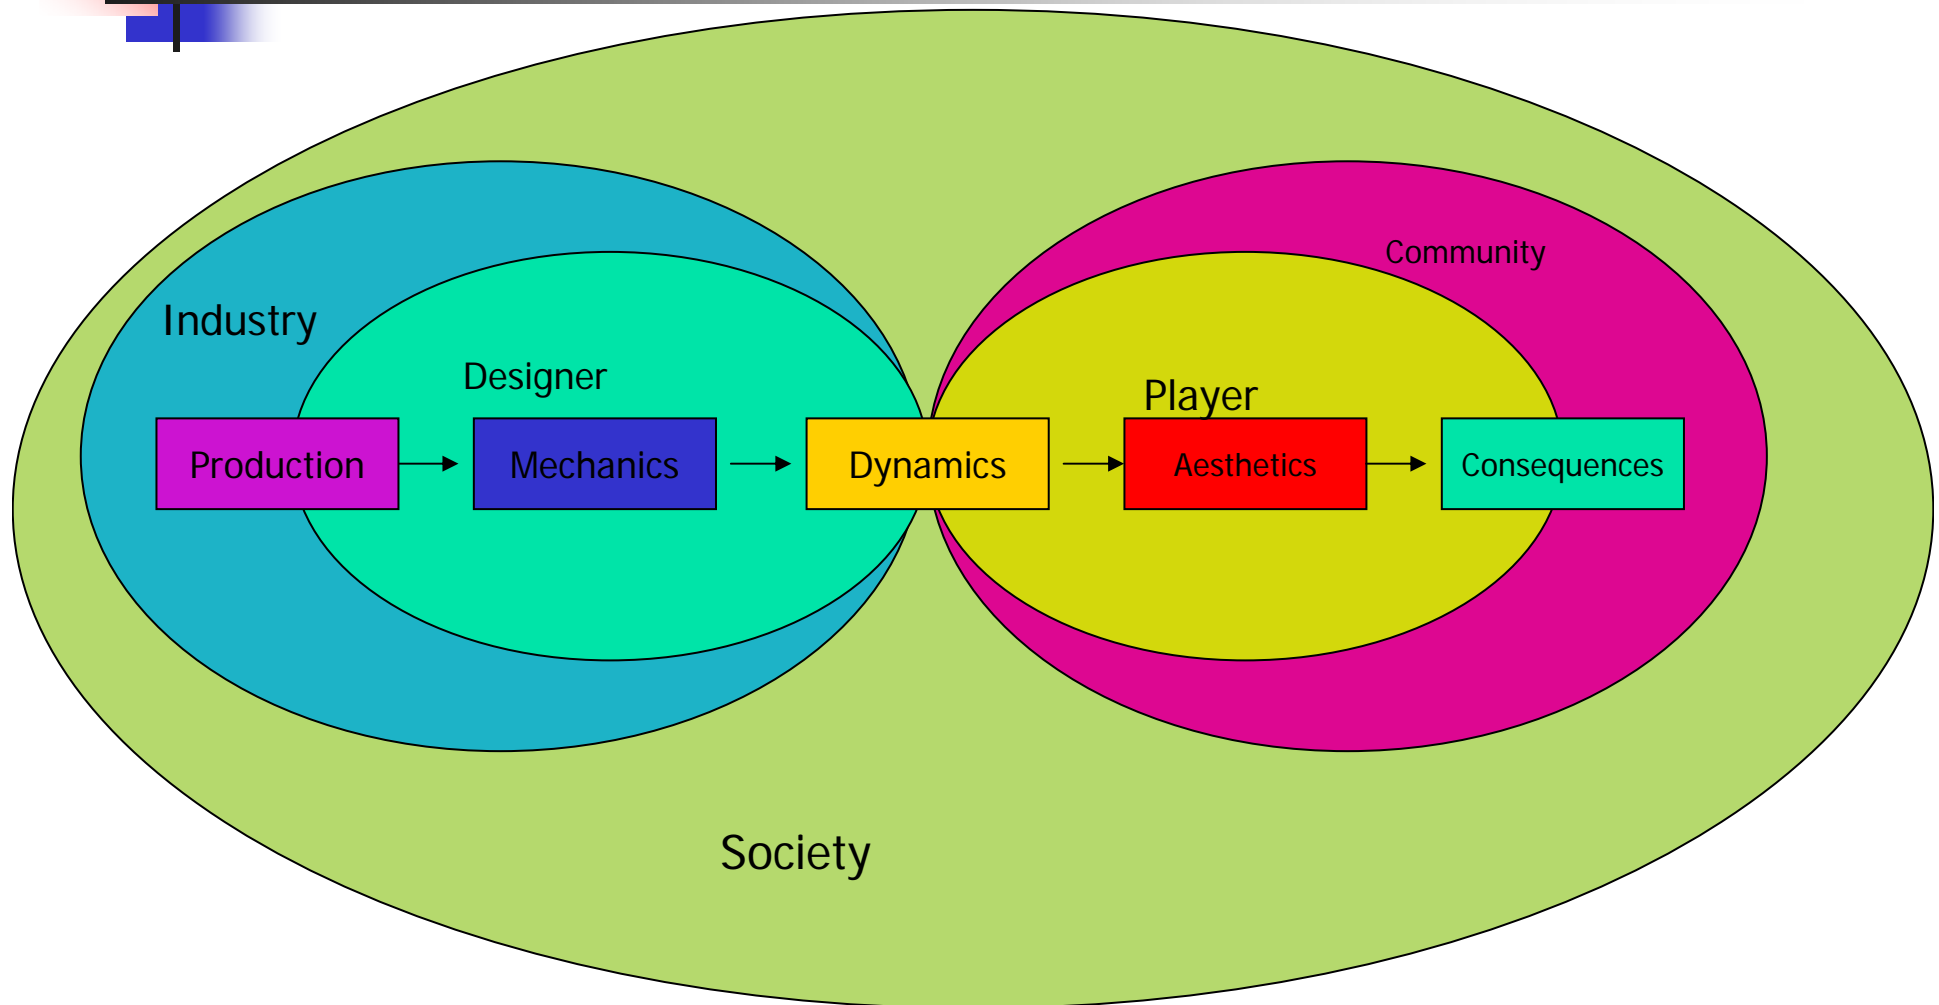 Community
Industry
Designer
Player
Production
Mechanics
Dynamics
Aesthetics
Consequences
Society